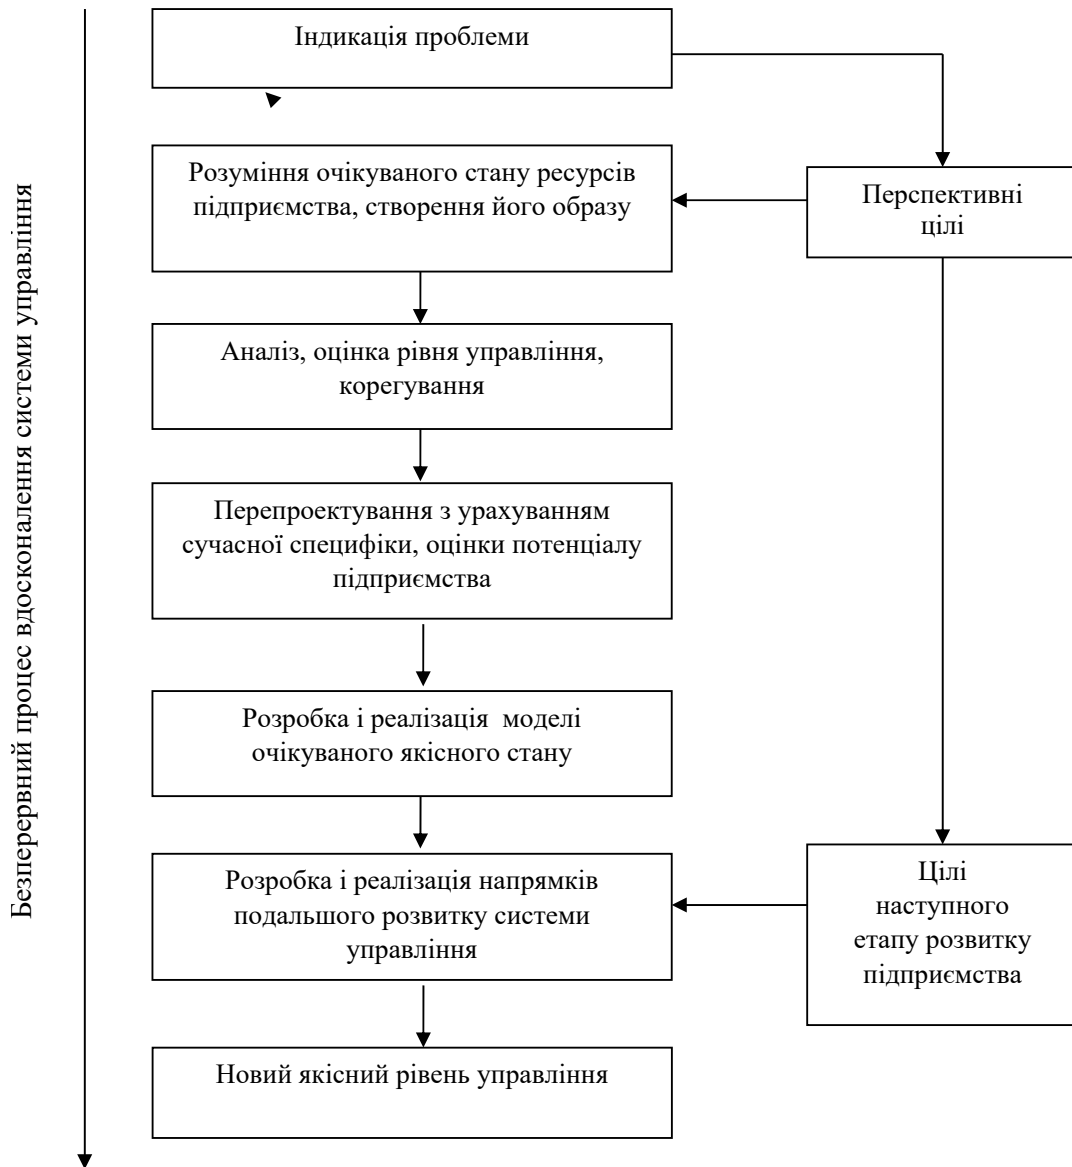 Безперервний процес вдосконалення системи управління
Індикація проблеми
Розуміння очікуваного стану ресурсів
підприємства, створення його образу
Перспективні
цілі
Аналіз, оцінка рівня управління,
корегування
Перепроектування з урахуванням
сучасної специфіки, оцінки потенціалу
підприємства
Розробка і реалізація  моделі
очікуваного якісного стану
Розробка і реалізація напрямків
подальшого розвитку системи
управління
Цілі
наступного
етапу розвитку
підприємства
Новий якісний рівень управління